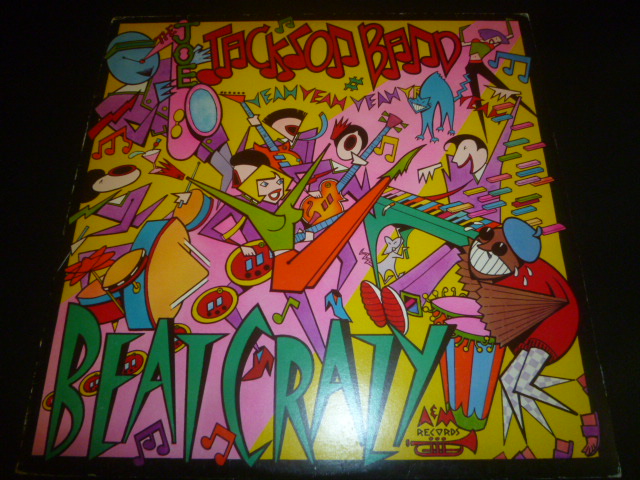 THE JOE JACKSON BAND
YEAH YEAH YEAH
BEAT CRAZY
A&M
RECORDS